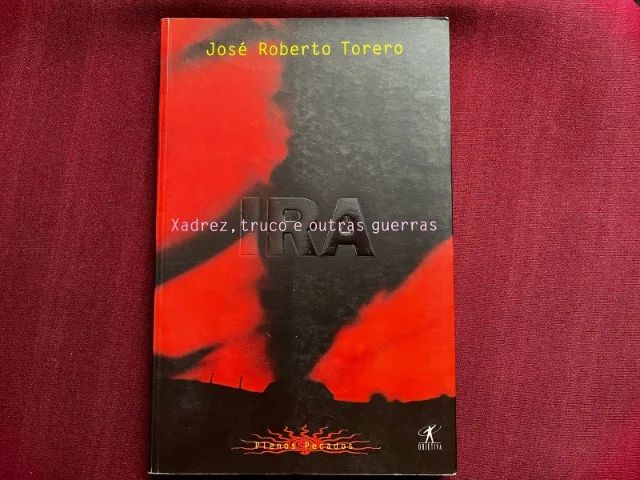 José Roberto Torero
IRA
Xadrez, truco e outras guerras
Plenos Pecados
OBJETIVA